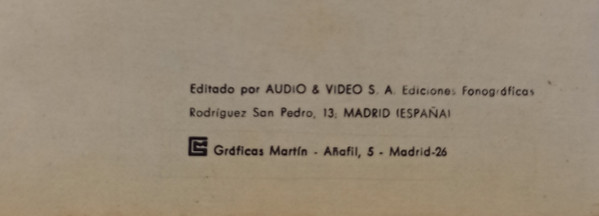 Editado por AUDIO & VIDEO S. A. Ediciones Fonográficas
Rodríguez San Pedro, 13, MADRID (ESPAÑA)
Gráficas Martín - Añafil, 5 - Madrid-26